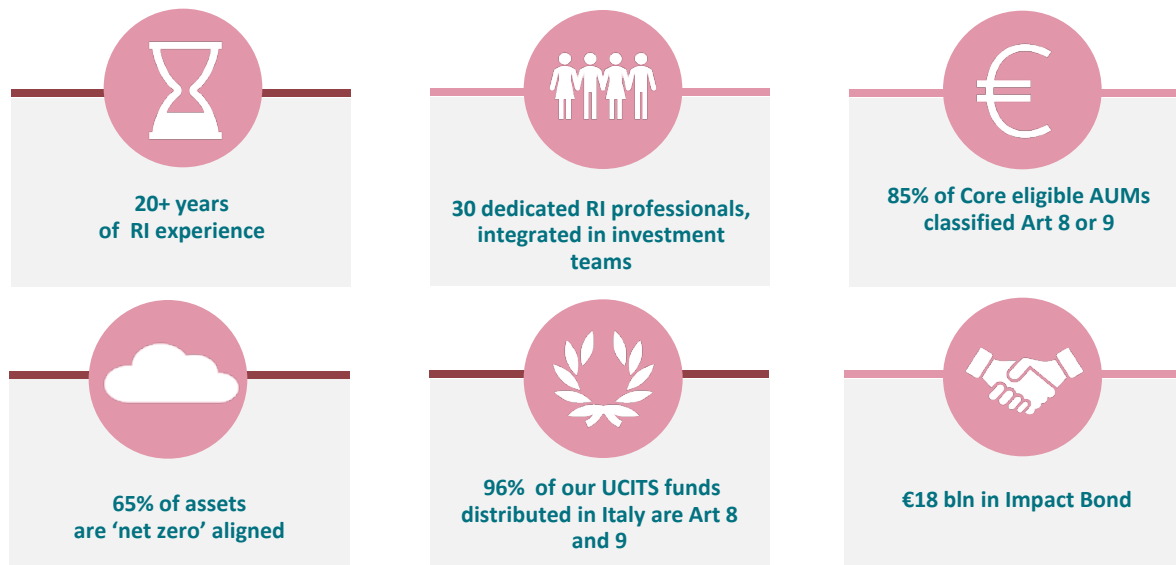 20+ years
of RI experience
30 dedicated RI professionals,
integrated in investment
teams
85% of Core eligible AUMs
classified Art 8 or 9
65% of assets
are ‘net zero’ aligned
96% of our UCITS funds
distributed in Italy are Art 8
and 9
€18 bln in Impact Bond